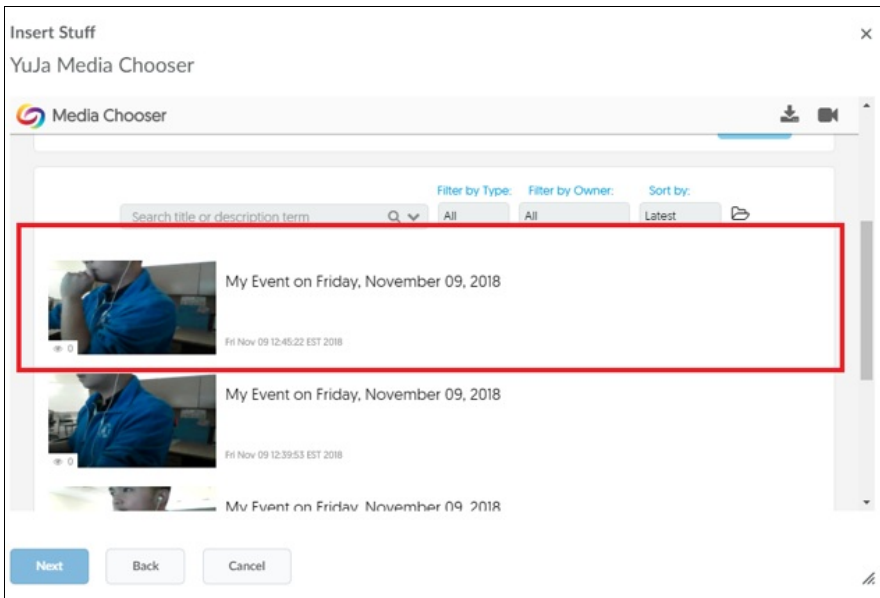 Insert Stuff
YuJa Media Chooser
Media Chooser
Filter by Type: Filter by Owner: Sort by:
Search title or description term All All Latest
My Event on Friday, November 09, 2018
Fri Nov 09 12:45:22 EST 2018
0
My Event on Friday, November 09, 2018
Fri Nov 09 12:39:53 EST 2018
0
My Event on Friday, November 09, 2018
Next Back Cancel